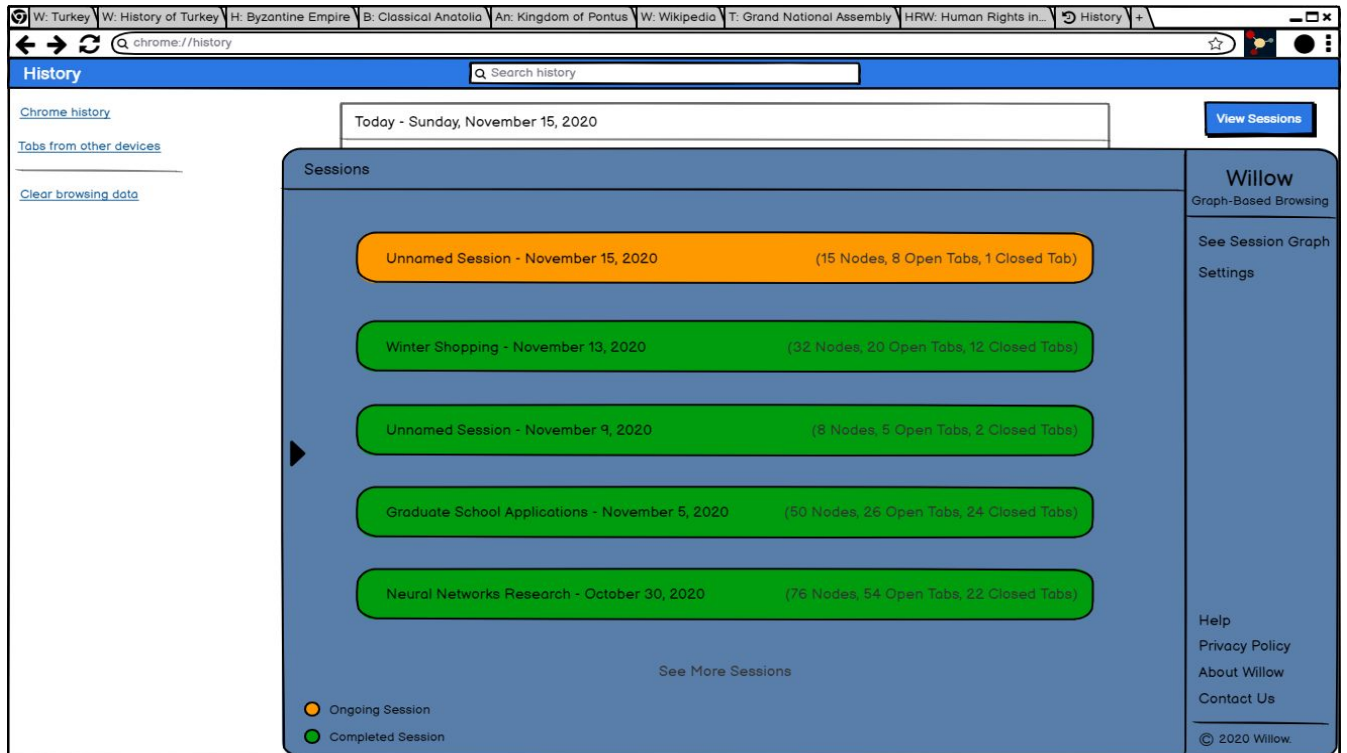 W: Turkey W: History of Turkey H: Byzantine Empire B: Classical Anatolia An: Kingdom of Pontus W: Wikipedia T: Grand National Assembly HRW: Human Rights in... History +
chrome://history
History
Search history
Chrome history
Tabs from other devices
Clear browsing data
Today - Sunday, November 15, 2020
View Sessions
Sessions
Unnamed Session - November 15, 2020 (15 Nodes, 8 Open Tabs, 1 Closed Tab)
Winter Shopping - November 13, 2020 (32 Nodes, 20 Open Tabs, 12 Closed Tabs)
Unnamed Session - November 9, 2020 (8 Nodes, 5 Open Tabs, 2 Closed Tabs)
Graduate School Applications - November 5, 2020 (50 Nodes, 26 Open Tabs, 24 Closed Tabs)
Neural Networks Research - October 30, 2020 (76 Nodes, 54 Open Tabs, 22 Closed Tabs)
See More Sessions
Ongoing Session
Completed Session
Willow
Graph-Based Browsing
See Session Graph
Settings
Help
Privacy Policy
About Willow
Contact Us
© 2020 Willow.